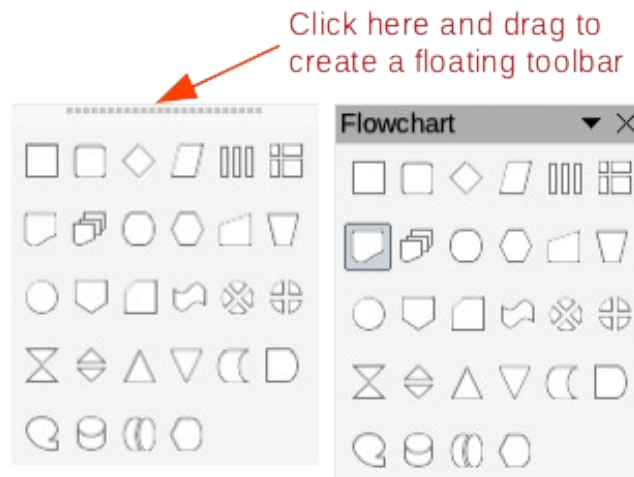 Click here and drag to
create a floating toolbar
Flowchart